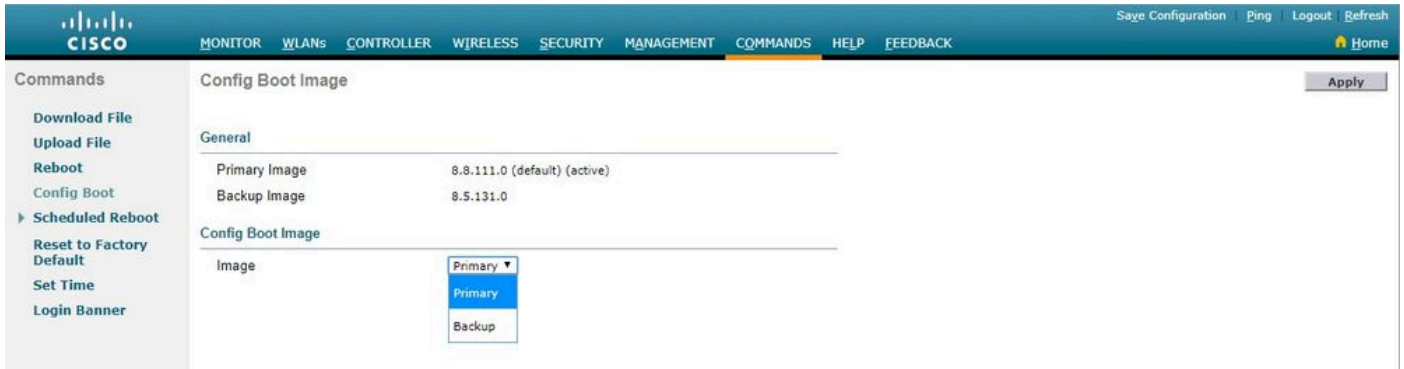 Save Configuration Ping Logout Refresh
CISCO MONITOR WLANs CONTROLLER WIRELESS SECURITY MANAGEMENT COMMANDS HELP FEEDBACK Home
Commands
Download File
Upload File
Reboot
Config Boot
Scheduled Reboot
Reset to Factory
Default
Set Time
Login Banner
Config Boot Image
Apply
General
Primary Image 8.8.111.0 (default) (active)
Backup Image 8.5.131.0
Config Boot Image
Image Primary
Primary
Backup